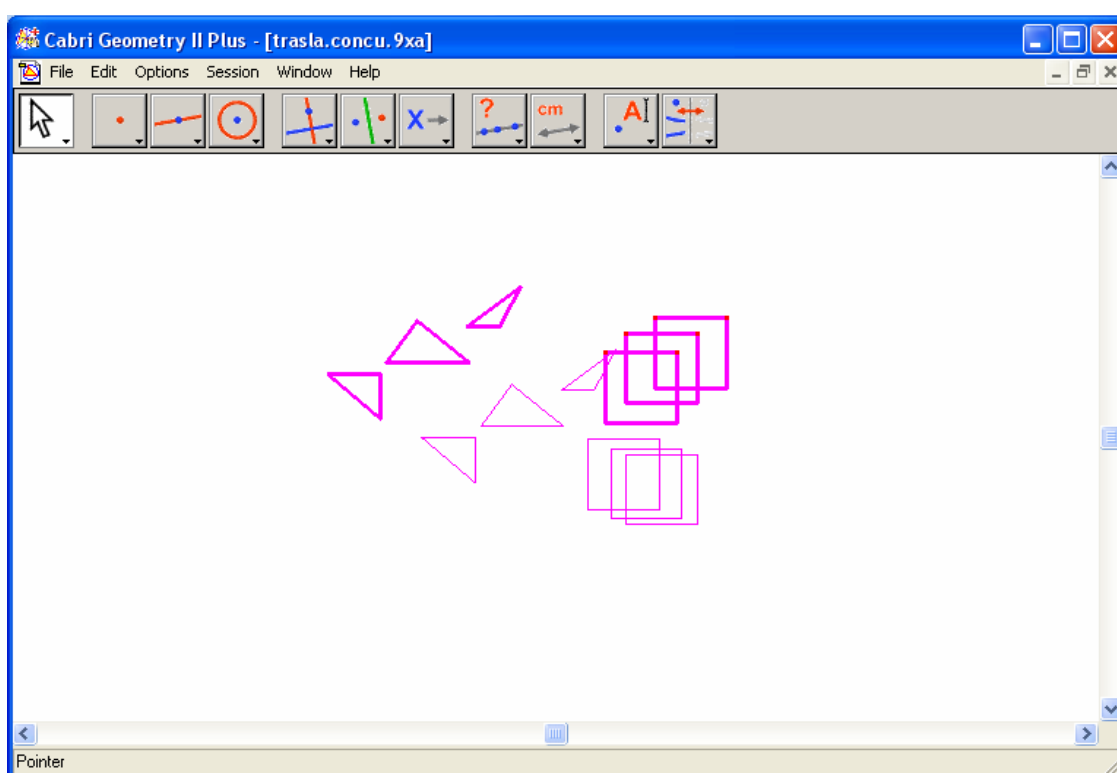 Cabri Geometry II Plus - [trasla.concu.9xa]
File Edit Options Session Window Help
X ? cm A
Pointer